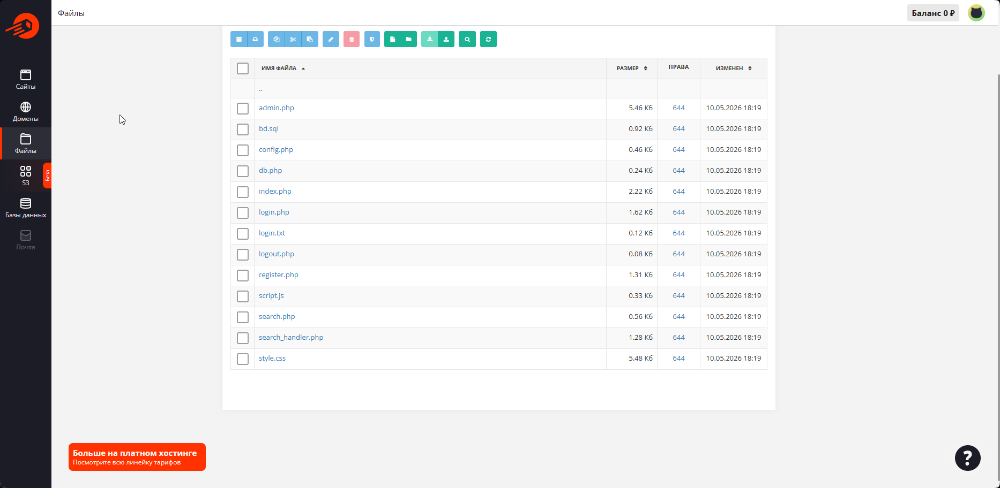 Файлы
Баланс 0 ₽
Сайты
Домены
Файлы
S3
Бета
Базы данных
Почта
ИМЯ ФАЙЛА РАЗМЕР ПРАВА ИЗМЕНЕН
..
admin.php 5.46 Кб 644 10.05.2026 18:19
bd.sql 0.92 Кб 644 10.05.2026 18:19
config.php 0.46 Кб 644 10.05.2026 18:19
db.php 0.24 Кб 644 10.05.2026 18:19
index.php 2.22 Кб 644 10.05.2026 18:19
login.php 1.62 Кб 644 10.05.2026 18:19
login.txt 0.12 Кб 644 10.05.2026 18:19
logout.php 0.08 Кб 644 10.05.2026 18:19
register.php 1.31 Кб 644 10.05.2026 18:19
script.js 0.33 Кб 644 10.05.2026 18:19
search.php 0.56 Кб 644 10.05.2026 18:19
search_handler.php 1.28 Кб 644 10.05.2026 18:19
style.css 5.48 Кб 644 10.05.2026 18:19
Больше на платном хостинге
Посмотрите всю линейку тарифов
?